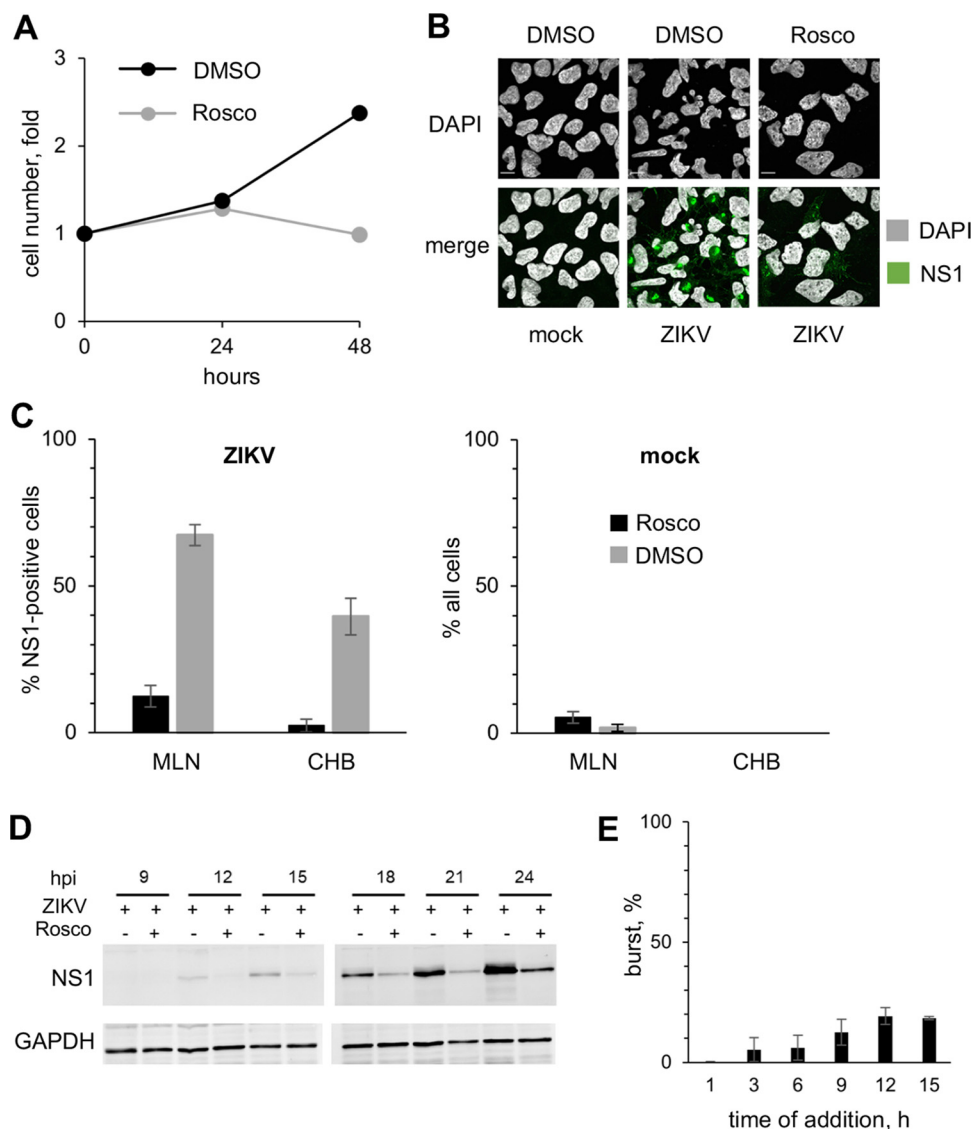 A
3
2
1
0
cell number, fold
DMSO
Rosco
0 24 48
hours
B
DMSO DMSO Rosco
DAPI
merge
DAPI
NS1
mock ZIKV ZIKV
C
100
50
0
% NS1-positive cells
ZIKV
MLN CHB
100
50
0
% all cells
mock
Rosco
DMSO
MLN CHB
D
hpi 9 12 15 18 21 24
ZIKV + + + + + + + + + + + +
Rosco - + - + - + - + - + - +
NS1
GAPDH
E
100
50
0
burst, %
1 3 6 9 12 15
time of addition, h